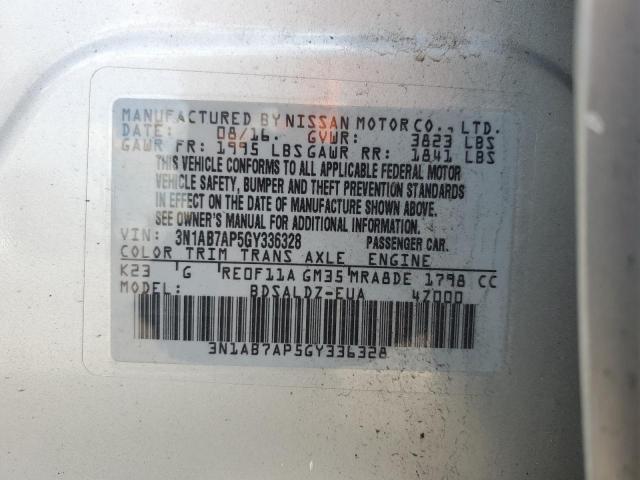 MANUFACTURED BY NISSAN MOTOR CO., LTD.
DATE: 08/16. GVWR: 3823 LBS
GAWR FR: 1995 LBS GAWR RR: 1841 LBS
THIS VEHICLE CONFORMS TO ALL APPLICABLE FEDERAL MOTOR
VEHICLE SAFETY, BUMPER AND THEFT PREVENTION STANDARDS
IN EFFECT ON THE DATE OF MANUFACTURE SHOWN ABOVE.
SEE OWNER'S MANUAL FOR ADDITIONAL INFORMATION.
VIN: 3N1AB7AP5GY336328 PASSENGER CAR.
COLOR TRIM TRANS AXLE ENGINE
K23 G RE0F11A GM35 MRA8DE 1798 CC
MODEL: BDSALDZ-EUA 47000
3N1AB7AP5GY336328